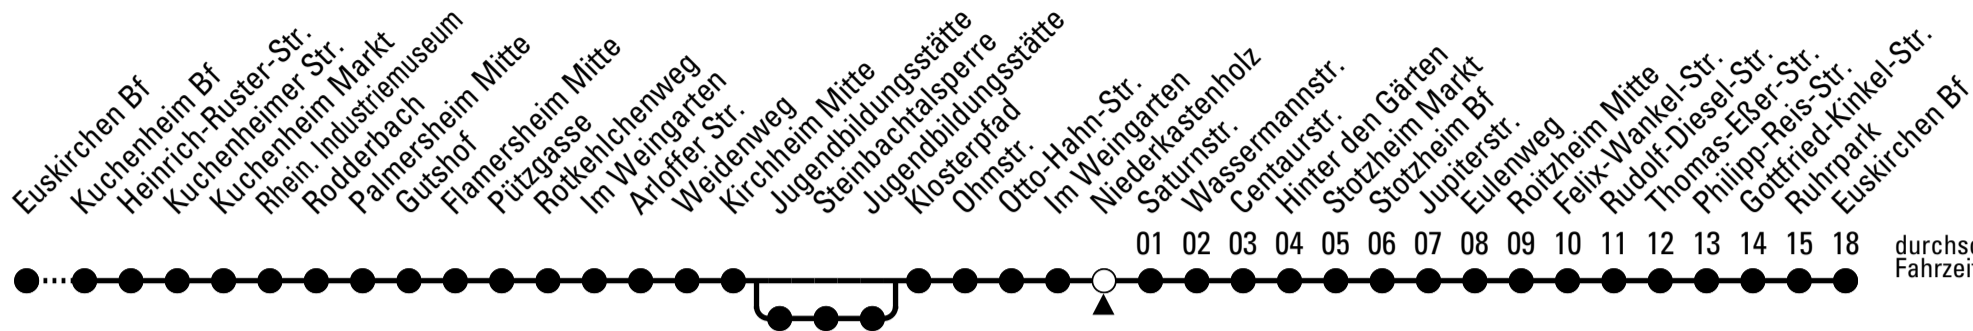 Euskirchen Bf
Kuchenheim Bf
Heinrich-Ruster-Str.
Kuchenheimer Str.
Kuchenheim Markt
Rhein. Industriemuseum
Rodderbach
Palmersheim Mitte
Gutshof
Flamersheim Mitte
Pützgasse
Rotkehlchenweg
Im Weingarten
Arloffer Str.
Weidenweg
Kirchheim Mitte
Jugendbildungsstätte
Steinbachtalsperre
Jugendbildungsstätte
Klosterpfad
Ohmstr.
Otto-Hahn-Str.
Im Weingarten
Niederkastenholz
Saturnstr.
Wassermannstr.
Centaurstr.
Hinter den Gärten
Stotzheim Markt
Stotzheim Bf
Jupiterstr.
Eulenweg
Roitzheim Mitte
Felix-Wankel-Str.
Rudolf-Diesel-Str.
Thomas-Eßer-Str.
Philipp-Reis-Str.
Gottfried-Kinkel-Str.
Ruhrpark
Euskirchen Bf
01 02 03 04 05 06 07 08 09 10 11 12 13 14 15 18